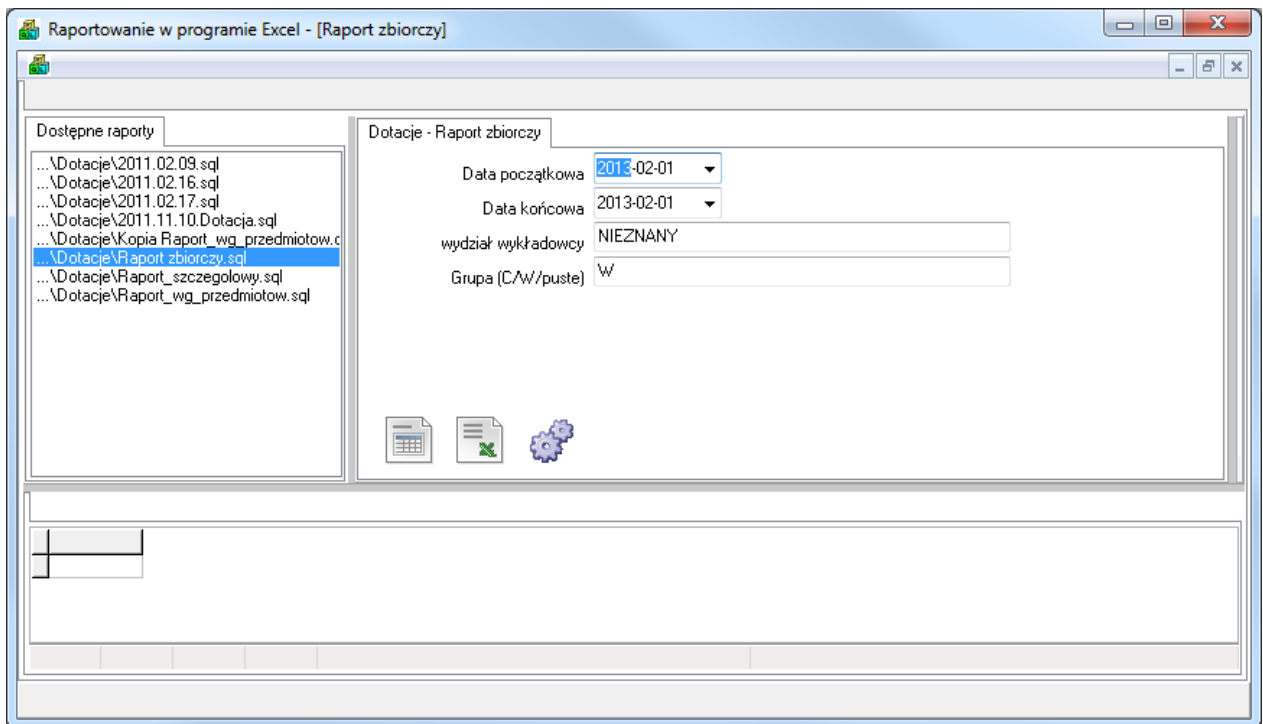 Raportowanie w programie Excel - [Raport zbiorczy]
Dostępne raporty
...\Dotacje\2011.02.09.sql
...\Dotacje\2011.02.16.sql
...\Dotacje\2011.02.17.sql
...\Dotacje\2011.11.10.Dotacja.sql
...\Dotacje\Kopia Raport_wg_przedmiotow.c
...\Dotacje\Raport zbiorczy.sql
...\Dotacje\Raport_szczegolowy.sql
...\Dotacje\Raport_wg_przedmiotow.sql
Dotacje - Raport zbiorczy
Data początkowa 2013-02-01
Data końcowa 2013-02-01
wydział wykładowcy NIEZNANY
Grupa (C/W/puste) W